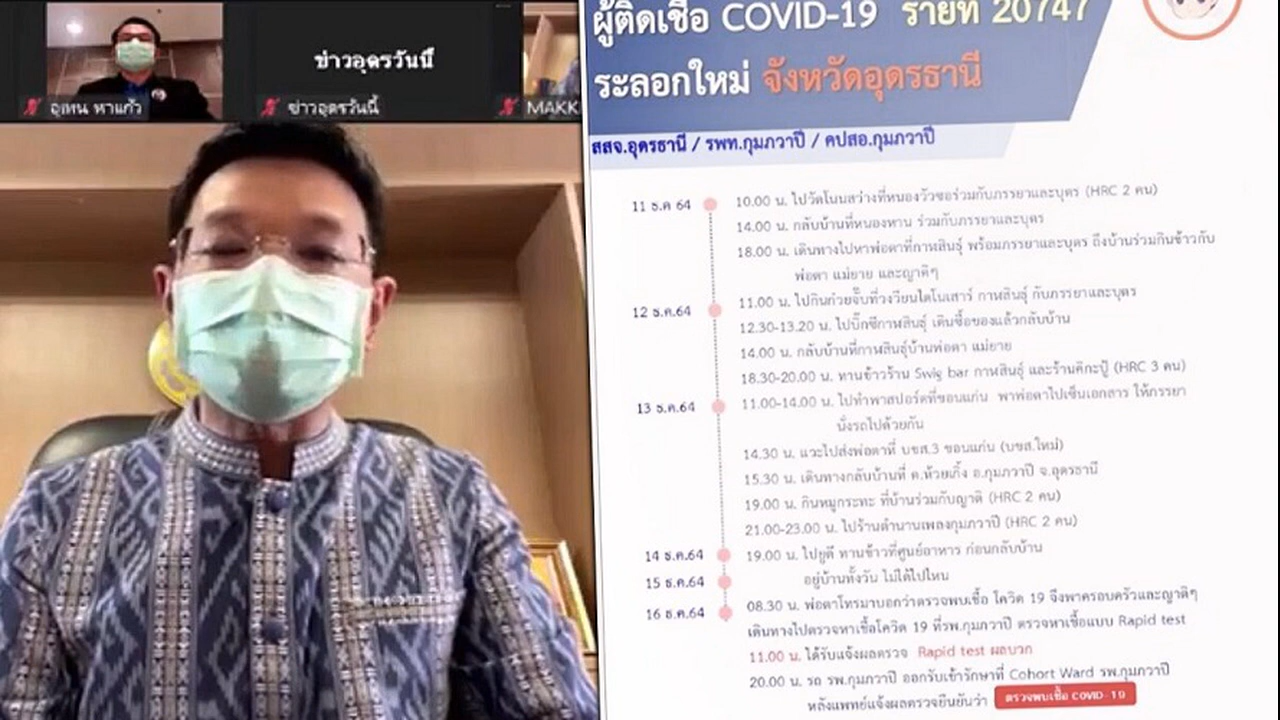 ข่าวอุดรวันนี้
อุเทน หาแก้ว
ข่าวอุดรวันนี้
MAKK
ผู้ติดเชื้อ COVID-19 รายที่ 20747
ระลอกใหม่ จังหวัดอุดรธานี
สสจ.อุดรธานี / รพท.กุมภวาปี / คปสอ.กุมภวาปี
11 ธ.ค 64 10.00 น. ไปวัดโนนสว่างที่หนองวัวซอร่วมกับภรรยาและบุตร (HRC 2 คน)
14.00 น. กลับบ้านที่หนองหาน ร่วมกับภรรยาและบุตร
18.00 น. เดินทางไปหาพ่อตาที่กาฬสินธุ์ พร้อมภรรยาและบุตร ถึงบ้านร่วมกินข้าวกับ
พ่อตา แม่ยาย และญาติๆ
12 ธ.ค.64 11.00 น. ไปกินก๋วยจั๊บที่วงเวียนไดโนเสาร์ กาฬสินธุ์ กับภรรยาและบุตร
12.30-13.20 น. ไปบิ๊กซีกาฬสินธุ์ เดินซื้อของแล้วกลับบ้าน
14.00 น. กลับบ้านที่กาฬสินธุ์บ้านพ่อตา แม่ยาย
18.30-20.00 น. ทานข้าวร้าน Swig bar กาฬสินธุ์ และร้านคิกะปู๊ (HRC 3 คน)
13 ธ.ค.64 11.00-14.00 น. ไปทำพาสปอร์ตที่ขอนแก่น พาพ่อตาไปเซ็นเอกสาร ให้ภรรยา
นั่งรถไปด้วยกัน
14.30 น. แวะไปส่งพ่อตาที่ บขส.3 ขอนแก่น (บขส.ใหม่)
15.30 น. เดินทางกลับบ้านที่ ต.ห้วยเกิ้ง อ.กุมภวาปี จ.อุดรธานี
19.00 น. กินหมูกระทะ ที่บ้านร่วมกับญาติ (HRC 2 คน)
21.00-23.00 น. ไปร้านตำนานเพลงกุมภวาปี (HRC 2 คน)
14 ธ.ค.64 19.00 น. ไปยูดี ทานข้าวที่ศูนย์อาหาร ก่อนกลับบ้าน
15 ธ.ค.64 อยู่บ้านทั้งวัน ไม่ได้ไปไหน
16 ธ.ค.64 08.30 น. พ่อตาโทรมาบอกว่าตรวจพบเชื้อ โควิด 19 จึงพาครอบครัวและญาติๆ
เดินทางไปตรวจหาเชื้อโควิด 19 ที่รพ.กุมภวาปี ตรวจหาเชื้อแบบ Rapid test
11.00 น. ได้รับแจ้งผลตรวจ Rapid test ผลบวก
20.00 น. รถ รพ.กุมภวาปี ออกรับเข้ารักษาที่ Cohort Ward รพ.กุมภวาปี
หลังแพทย์แจ้งผลตรวจยืนยันว่า ตรวจพบเชื้อ COVID-19